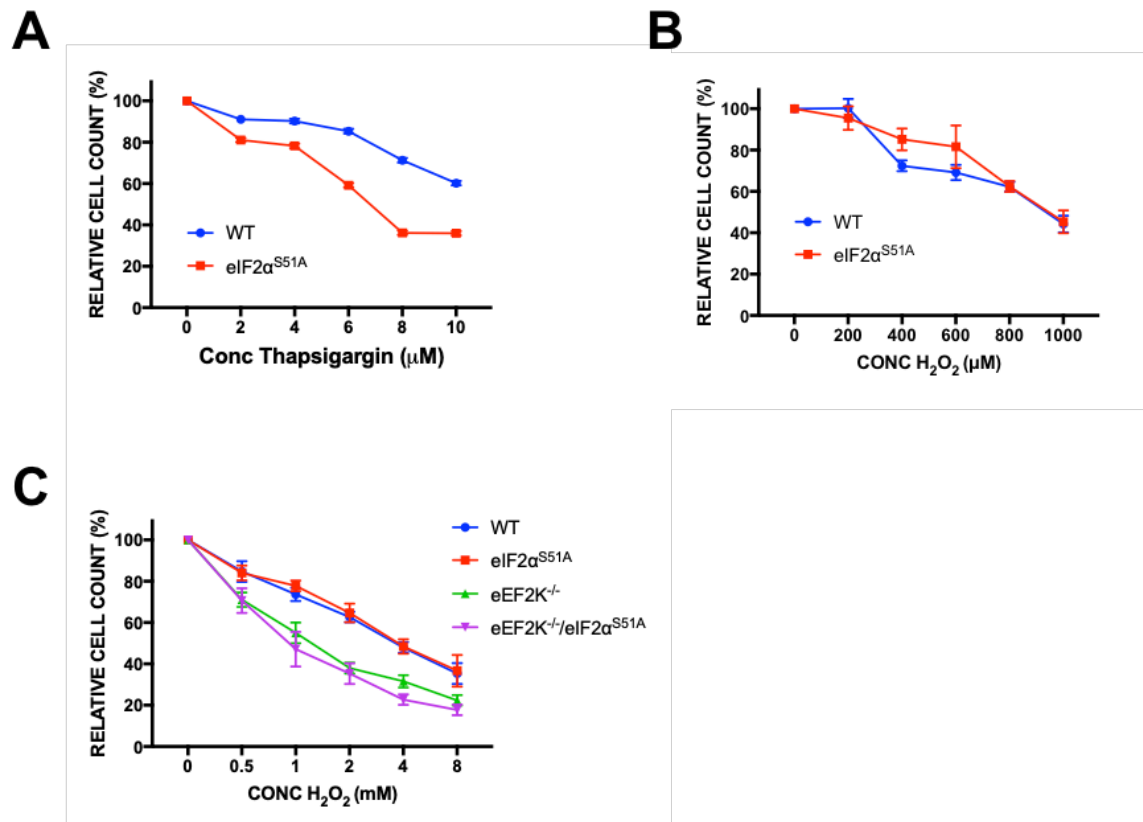 A
RELATIVE CELL COUNT (%)
100
80
60
40
20
0
WT
eIF2α^S51A
0 2 4 6 8 10
Conc Thapsigargin (μM)
B
RELATIVE CELL COUNT (%)
100
80
60
40
20
0
WT
eIF2α^S51A
0 200 400 600 800 1000
CONC H₂O₂ (μM)
C
RELATIVE CELL COUNT (%)
100
80
60
40
20
0
WT
eIF2α^S51A
eEF2K^-/-
eEF2K^-/-/eIF2α^S51A
0 0.5 1 2 4 8
CONC H₂O₂ (mM)